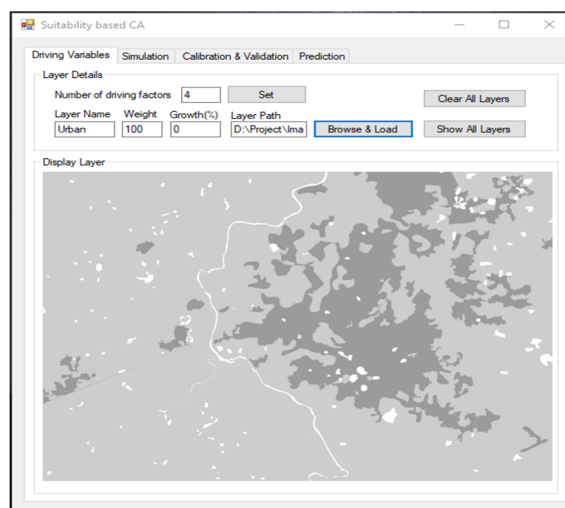 Suitability based CA
Driving Variables Simulation Calibration & Validation Prediction
Layer Details
Number of driving factors 4 Set Clear All Layers
Layer Name Weight Growth(%) Layer Path
Urban 100 0 D:\Project\Ima Browse & Load Show All Layers
Display Layer